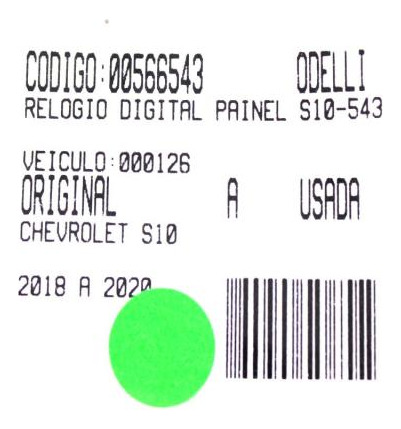 CODIGO:00566543 ODELLI
RELOGIO DIGITAL PAINEL S10-543
VEICULO:000126
ORIGINAL A USADA
CHEVROLET S10
2018 A 2020